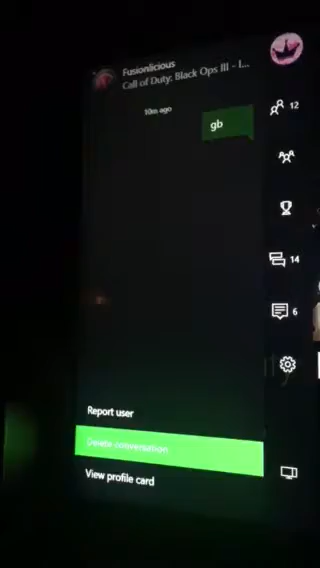 Fusionlicious
Call of Duty: Black Ops III - I...
10m ago
gb
12
14
6
Report user
Delete conversation
View profile card